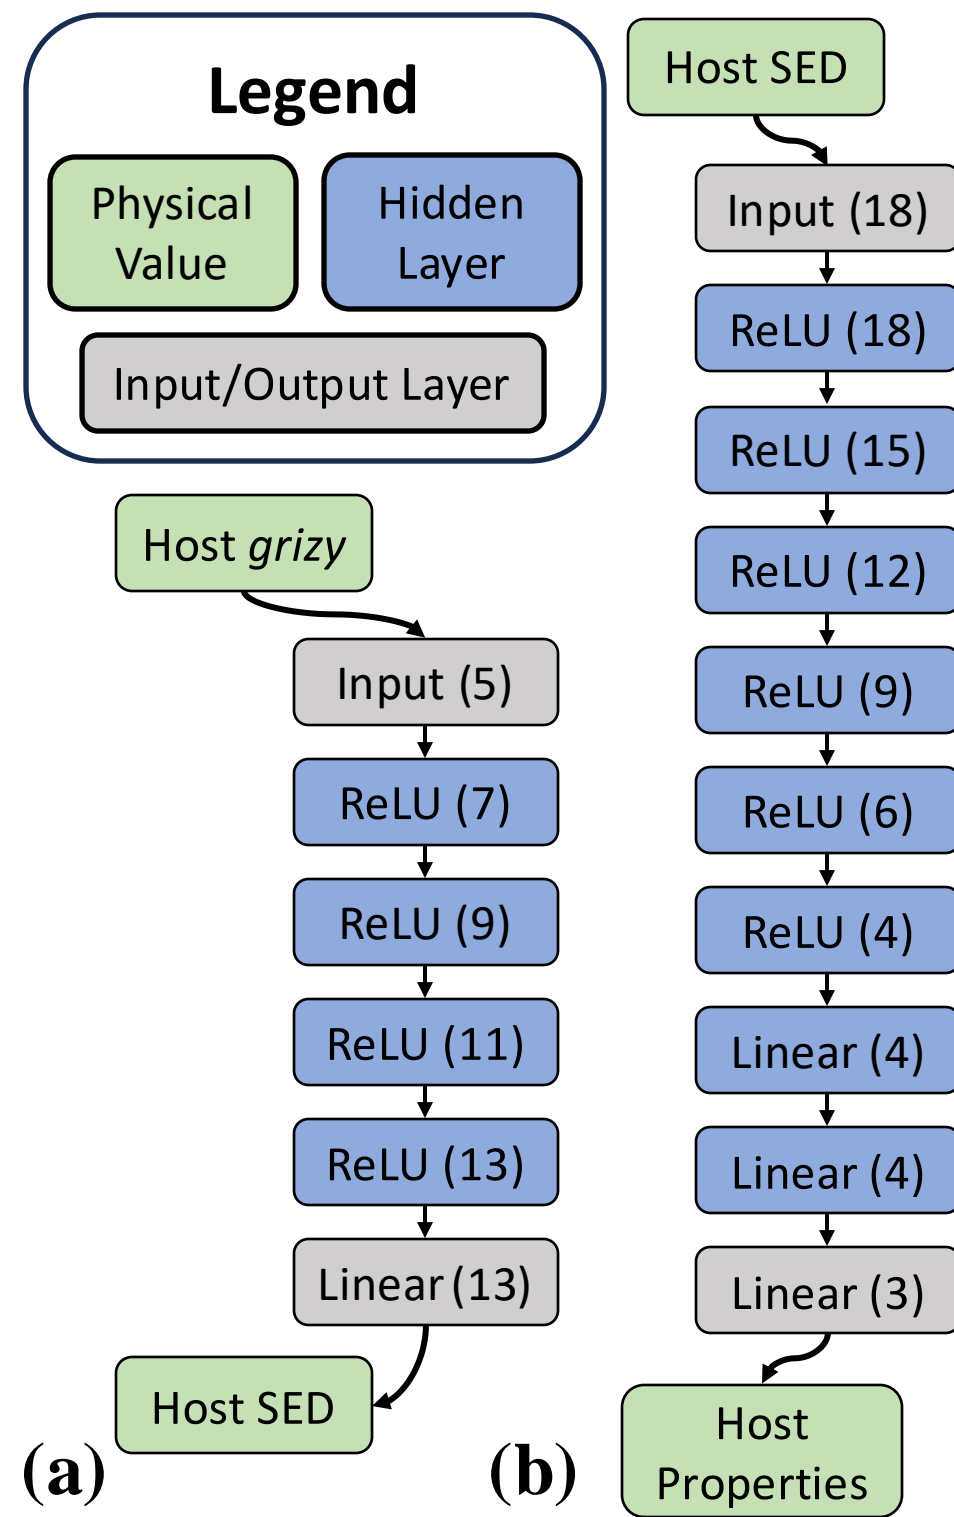 Legend
Physical
Value
Hidden
Layer
Input/Output Layer
Host grizy
Input (5)
ReLU (7)
ReLU (9)
ReLU (11)
ReLU (13)
Linear (13)
Host SED
(a)
Host SED
Input (18)
ReLU (18)
ReLU (15)
ReLU (12)
ReLU (9)
ReLU (6)
ReLU (4)
Linear (4)
Linear (4)
Linear (3)
Host
Properties
(b)